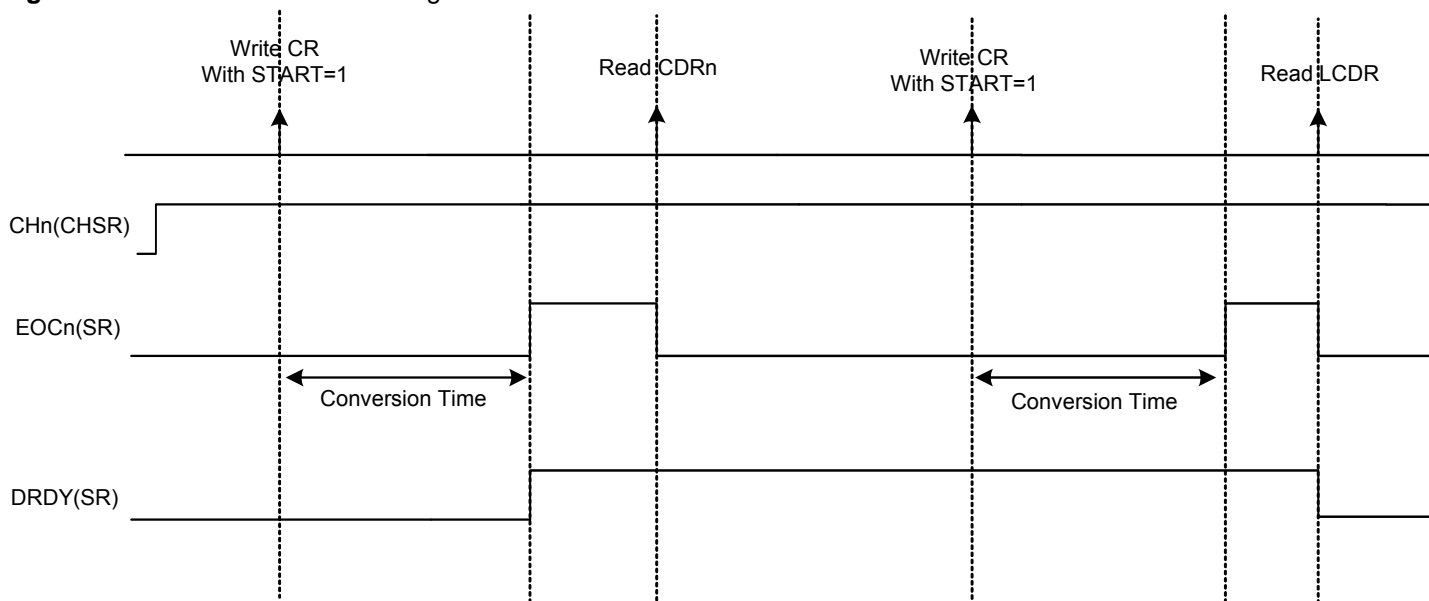 Write CR
With START=1
Read CDRn
Write CR
With START=1
Read LCDR
CHn(CHSR)
EOCn(SR)
Conversion Time
Conversion Time
DRDY(SR)